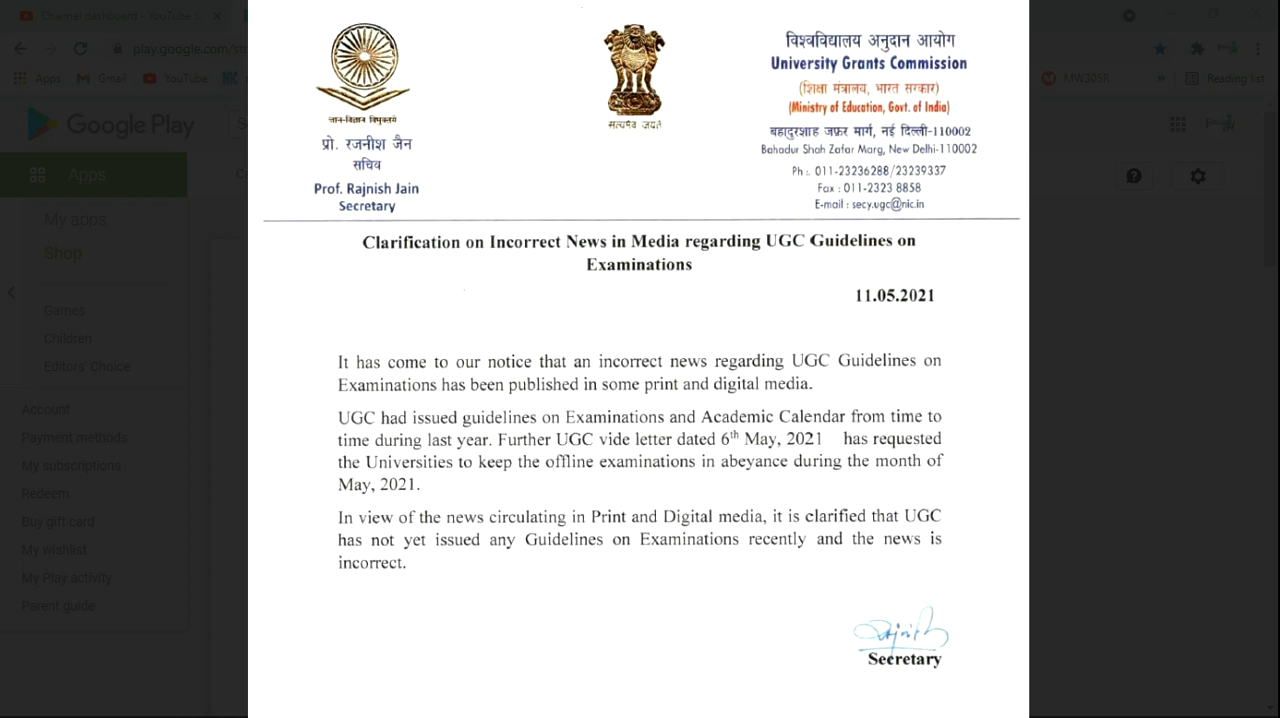 Channel dashboard - YouTube S
play.google.com/st
Apps
Gmail
YouTube
MW305R
Reading list
Google Play
Apps
My apps
Shop
Games
Children
Editors' Choice
Account
Payment methods
My subscriptions
Redeem
Buy gift card
My wishlist
My Play activity
Parent guide
ज्ञान-विज्ञान विमुक्तये
प्रो. रजनीश जैन
सचिव
Prof. Rajnish Jain
Secretary
सत्यमेव जयते
विश्वविद्यालय अनुदान आयोग
University Grants Commission
(शिक्षा मंत्रालय, भारत सरकार)
(Ministry of Education, Govt. of India)
बहादुरशाह ज़फ़र मार्ग, नई दिल्ली-110002
Bahadur Shah Zafar Marg, New Delhi-110002
Ph :. 011-23236288/23239337
Fax : 011-2323 8858
E-mail : secy.ugc@nic.in
Clarification on Incorrect News in Media regarding UGC Guidelines on
Examinations
11.05.2021
It has come to our notice that an incorrect news regarding UGC Guidelines on
Examinations has been published in some print and digital media.
UGC had issued guidelines on Examinations and Academic Calendar from time to
time during last year. Further UGC vide letter dated 6th May, 2021 has requested
the Universities to keep the offline examinations in abeyance during the month of
May, 2021.
In view of the news circulating in Print and Digital media, it is clarified that UGC
has not yet issued any Guidelines on Examinations recently and the news is
incorrect.
Secretary